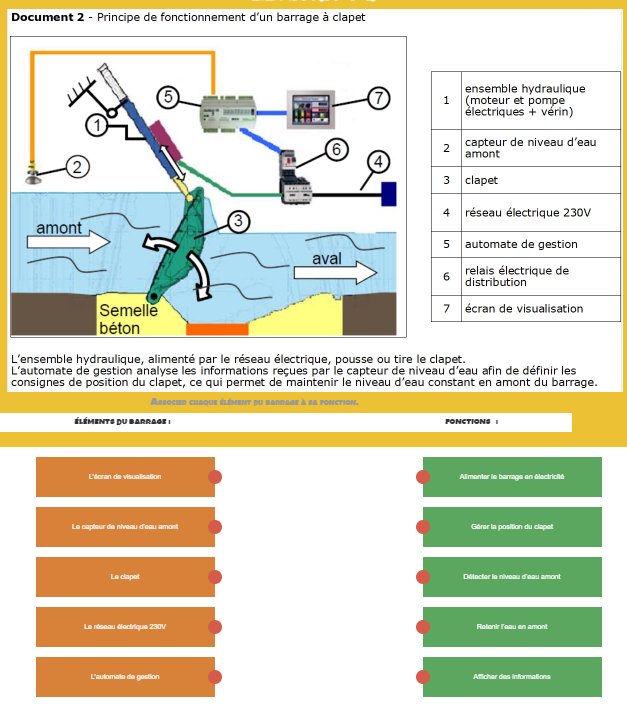 Document 2 - Principe de fonctionnement d’un barrage à clapet
5
7
1
6
4
2
3
amont
aval
Semelle
béton
1 ensemble hydraulique
(moteur et pompe
électriques + vérin)
2 capteur de niveau d’eau
amont
3 clapet
4 réseau électrique 230V
5 automate de gestion
6 relais électrique de
distribution
7 écran de visualisation
L’ensemble hydraulique, alimenté par le réseau électrique, pousse ou tire le clapet.
L’automate de gestion analyse les informations reçues par le capteur de niveau d’eau afin de définir les
consignes de position du clapet, ce qui permet de maintenir le niveau d’eau constant en amont du barrage.
Associer chaque élément du barrage à sa fonction.
ÉLÉMENTS DU BARRAGE : FONCTIONS :
L'écran de visualisation Alimenter le barrage en électricité
Le capteur de niveau d'eau amont Gérer la position du clapet
Le clapet Détecter le niveau d'eau amont
Le réseau électrique 230V Retenir l'eau en amont
L'automate de gestion Afficher des informations